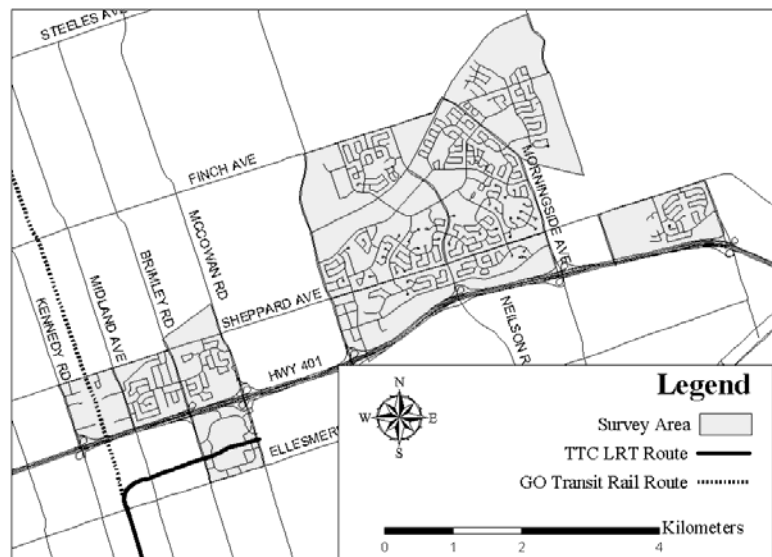 STEELES AVE
FINCH AVE
MORNINGSIDE AVE
MCCOWAN RD
BRIMLEY RD
MIDLAND AVE
KENNEDY RD
SHEPPARD AVE
NEILSON R
HWY 401
ELLESMER
Legend
N
W E
S
Survey Area
TTC LRT Route
GO Transit Rail Route
Kilometers
0 1 2 4